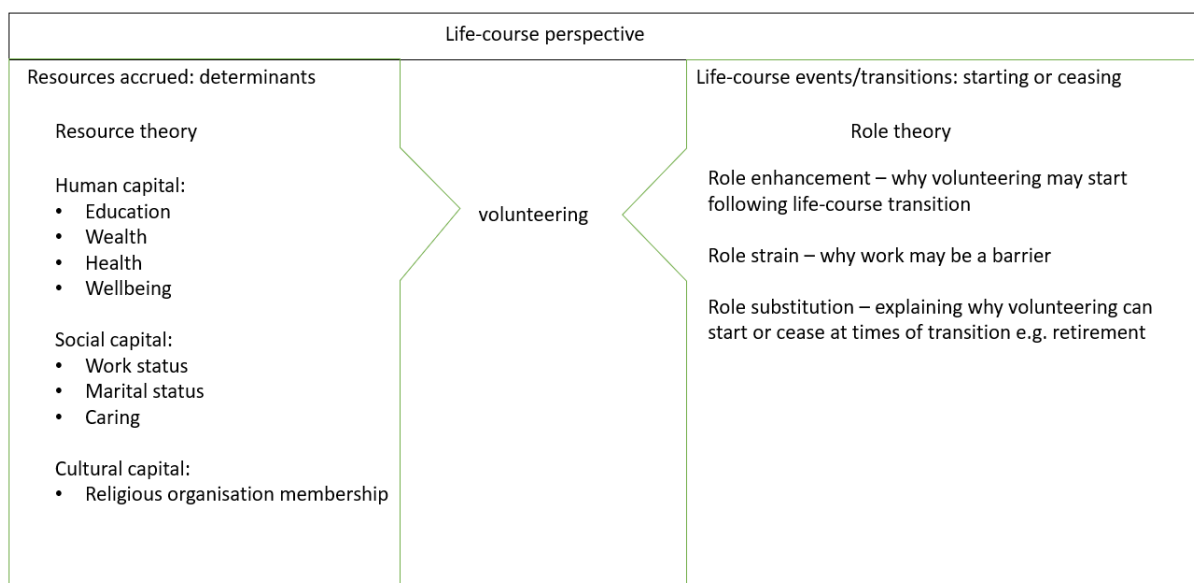 Life-course perspective
Resources accrued: determinants
Resource theory
Human capital:
• Education
• Wealth
• Health
• Wellbeing
Social capital:
• Work status
• Marital status
• Caring
Cultural capital:
• Religious organisation membership
volunteering
Life-course events/transitions: starting or ceasing
Role theory
Role enhancement – why volunteering may start
following life-course transition
Role strain – why work may be a barrier
Role substitution – explaining why volunteering can
start or cease at times of transition e.g. retirement